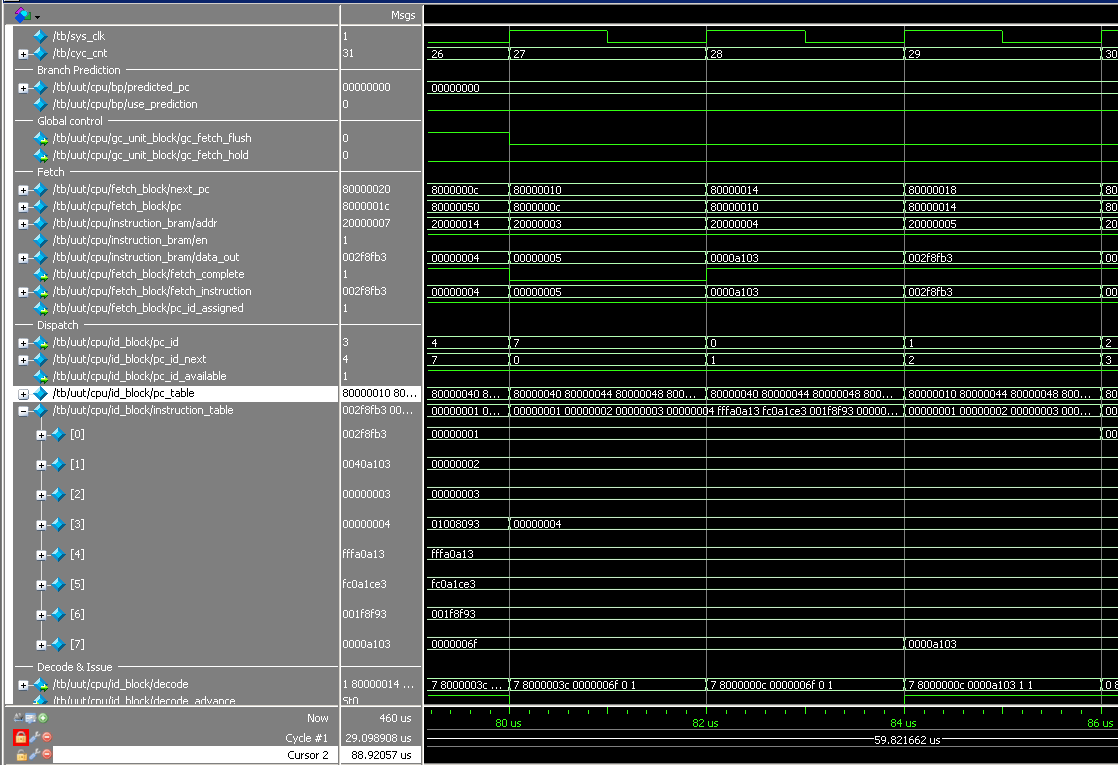 Msgs
/tb/sys_clk 1
/tb/cyc_cnt 31 26 27 28 29 30
Branch Prediction
/tb/uut/cpu/bp/predicted_pc 00000000 00000000
/tb/uut/cpu/bp/use_prediction 0
Global control
/tb/uut/cpu/gc_unit_block/gc_fetch_flush 0
/tb/uut/cpu/gc_unit_block/gc_fetch_hold 0
Fetch
/tb/uut/cpu/fetch_block/next_pc 80000020 8000000c 80000010 80000014 80000018 80
/tb/uut/cpu/fetch_block/pc 8000001c 80000050 8000000c 80000010 80000014 80
/tb/uut/cpu/instruction_bram/addr 20000007 20000014 20000003 20000004 20000005 20
/tb/uut/cpu/instruction_bram/en 1
/tb/uut/cpu/instruction_bram/data_out 002f8fb3 00000004 00000005 0000a103 002f8fb3 00
/tb/uut/cpu/fetch_block/fetch_complete 1
/tb/uut/cpu/fetch_block/fetch_instruction 002f8fb3 00000004 00000005 0000a103 002f8fb3 00
/tb/uut/cpu/fetch_block/pc_id_assigned 1
Dispatch
/tb/uut/cpu/id_block/pc_id 3 4 7 0 1 2
/tb/uut/cpu/id_block/pc_id_next 4 7 0 1 2 3
/tb/uut/cpu/id_block/pc_id_available 1
/tb/uut/cpu/id_block/pc_table 80000010 80... 80000040 8... 80000040 80000044 80000048 800... 80000040 80000044 80000048 800... 80000010 80000044 80000048 800... 80
/tb/uut/cpu/id_block/instruction_table 002f8fb3 00... 00000001 0... 00000001 00000002 00000003 00000004 fffa0a13 fc0a1ce3 001f8f93 00000... 00000001 00000002 00000003 000... 00
[0] 002f8fb3 00000001 00
[1] 0040a103 00000002
[2] 00000003 00000003
[3] 00000004 01008093 00000004
[4] fffa0a13 fffa0a13
[5] fc0a1ce3 fc0a1ce3
[6] 001f8f93 001f8f93
[7] 0000a103 0000006f 0000a103
Decode & Issue
/tb/uut/cpu/id_block/decode 1 80000014 ... 7 8000003c ... 7 8000003c 0000006f 0 1 7 8000000c 0000006f 0 1 7 8000000c 0000a103 1 1 0 8
/tb/uut/cpu/id_block/decode_advance St0
Now 460 us 80 us 82 us 84 us 86 us
Cycle #1 29.098908 us 59.821662 us
Cursor 2 88.92057 us